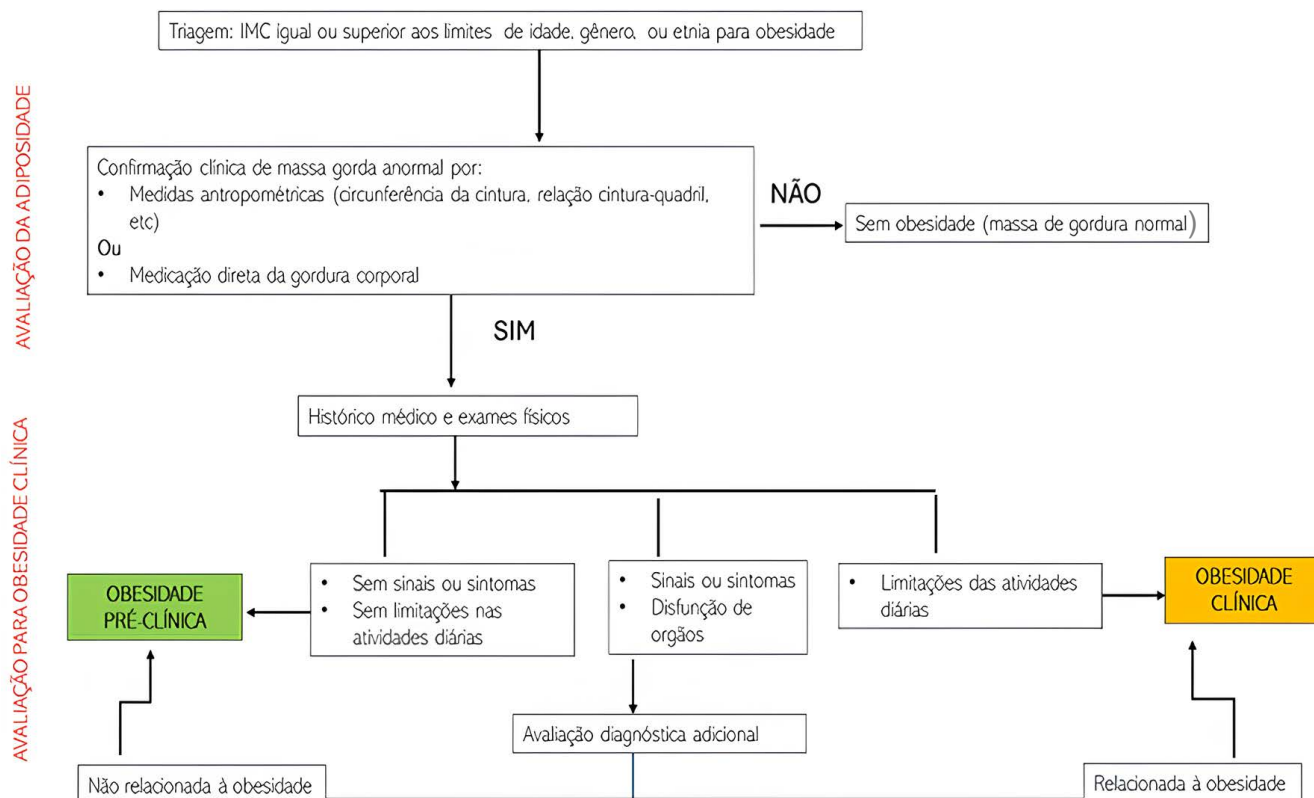 Triagem: IMC igual ou superior aos limites de idade, gênero, ou etnia para obesidade
AVALIAÇÃO DA ADIPOSIDADE
Confirmação clínica de massa gorda anormal por:
• Medidas antropométricas (circunferência da cintura, relação cintura-quadril,
etc)
Ou
• Medicação direta da gordura corporal
NÃO
Sem obesidade (massa de gordura normal)
SIM
AVALIAÇÃO PARA OBESIDADE CLÍNICA
Histórico médico e exames físicos
OBESIDADE
PRÉ-CLÍNICA
• Sem sinais ou sintomas
• Sem limitações nas
atividades diárias
• Sinais ou sintomas
• Disfunção de
orgãos
• Limitações das atividades
diárias
OBESIDADE
CLÍNICA
Avaliação diagnóstica adicional
Não relacionada à obesidade
Relacionada à obesidade